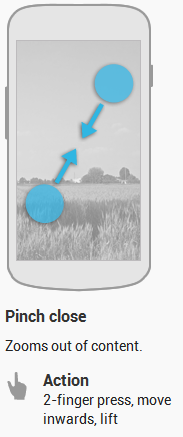 Pinch close
Zooms out of content.
Action
2-finger press, move
inwards, lift